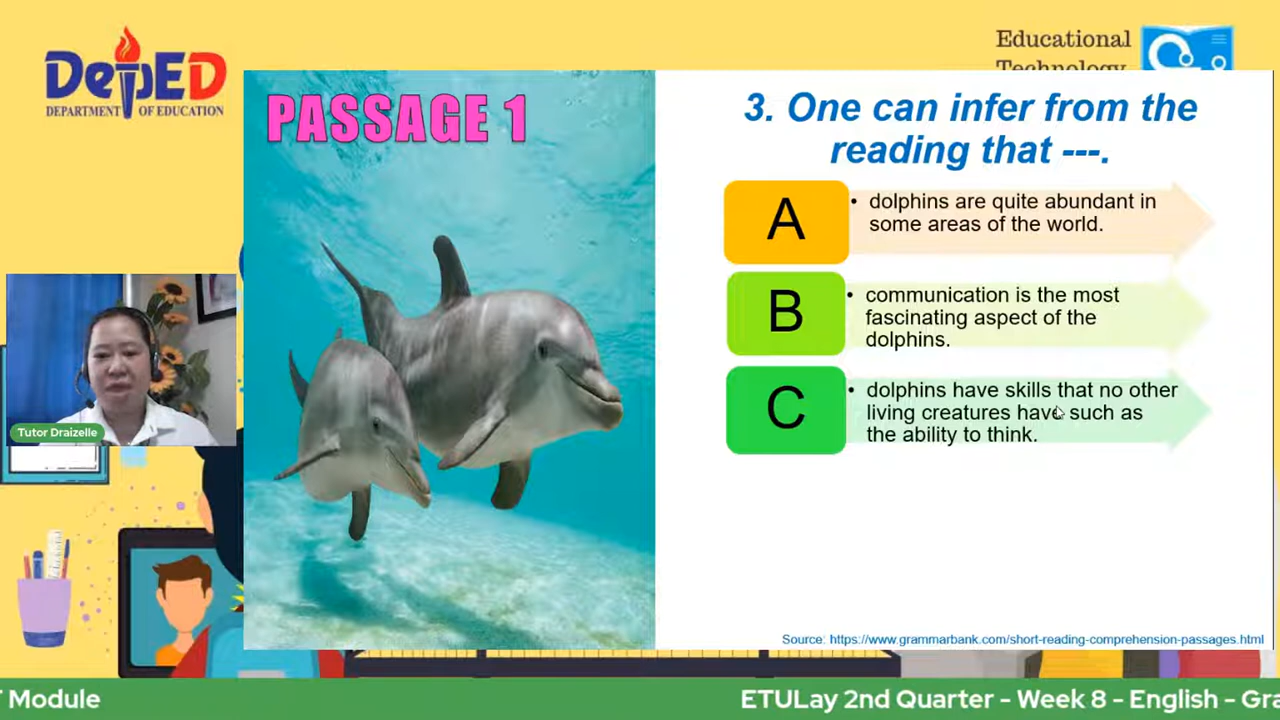 DepED
DEPARTMENT OF EDUCATION
Educational
Technology
PASSAGE 1
3. One can infer from the
reading that ---.
A
• dolphins are quite abundant in
some areas of the world.
B
• communication is the most
fascinating aspect of the
dolphins.
C
• dolphins have skills that no other
living creatures have such as
the ability to think.
Tutor Draizelle
Source: https://www.grammarbank.com/short-reading-comprehension-passages.html
T Module
ETULay 2nd Quarter - Week 8 - English - Gra